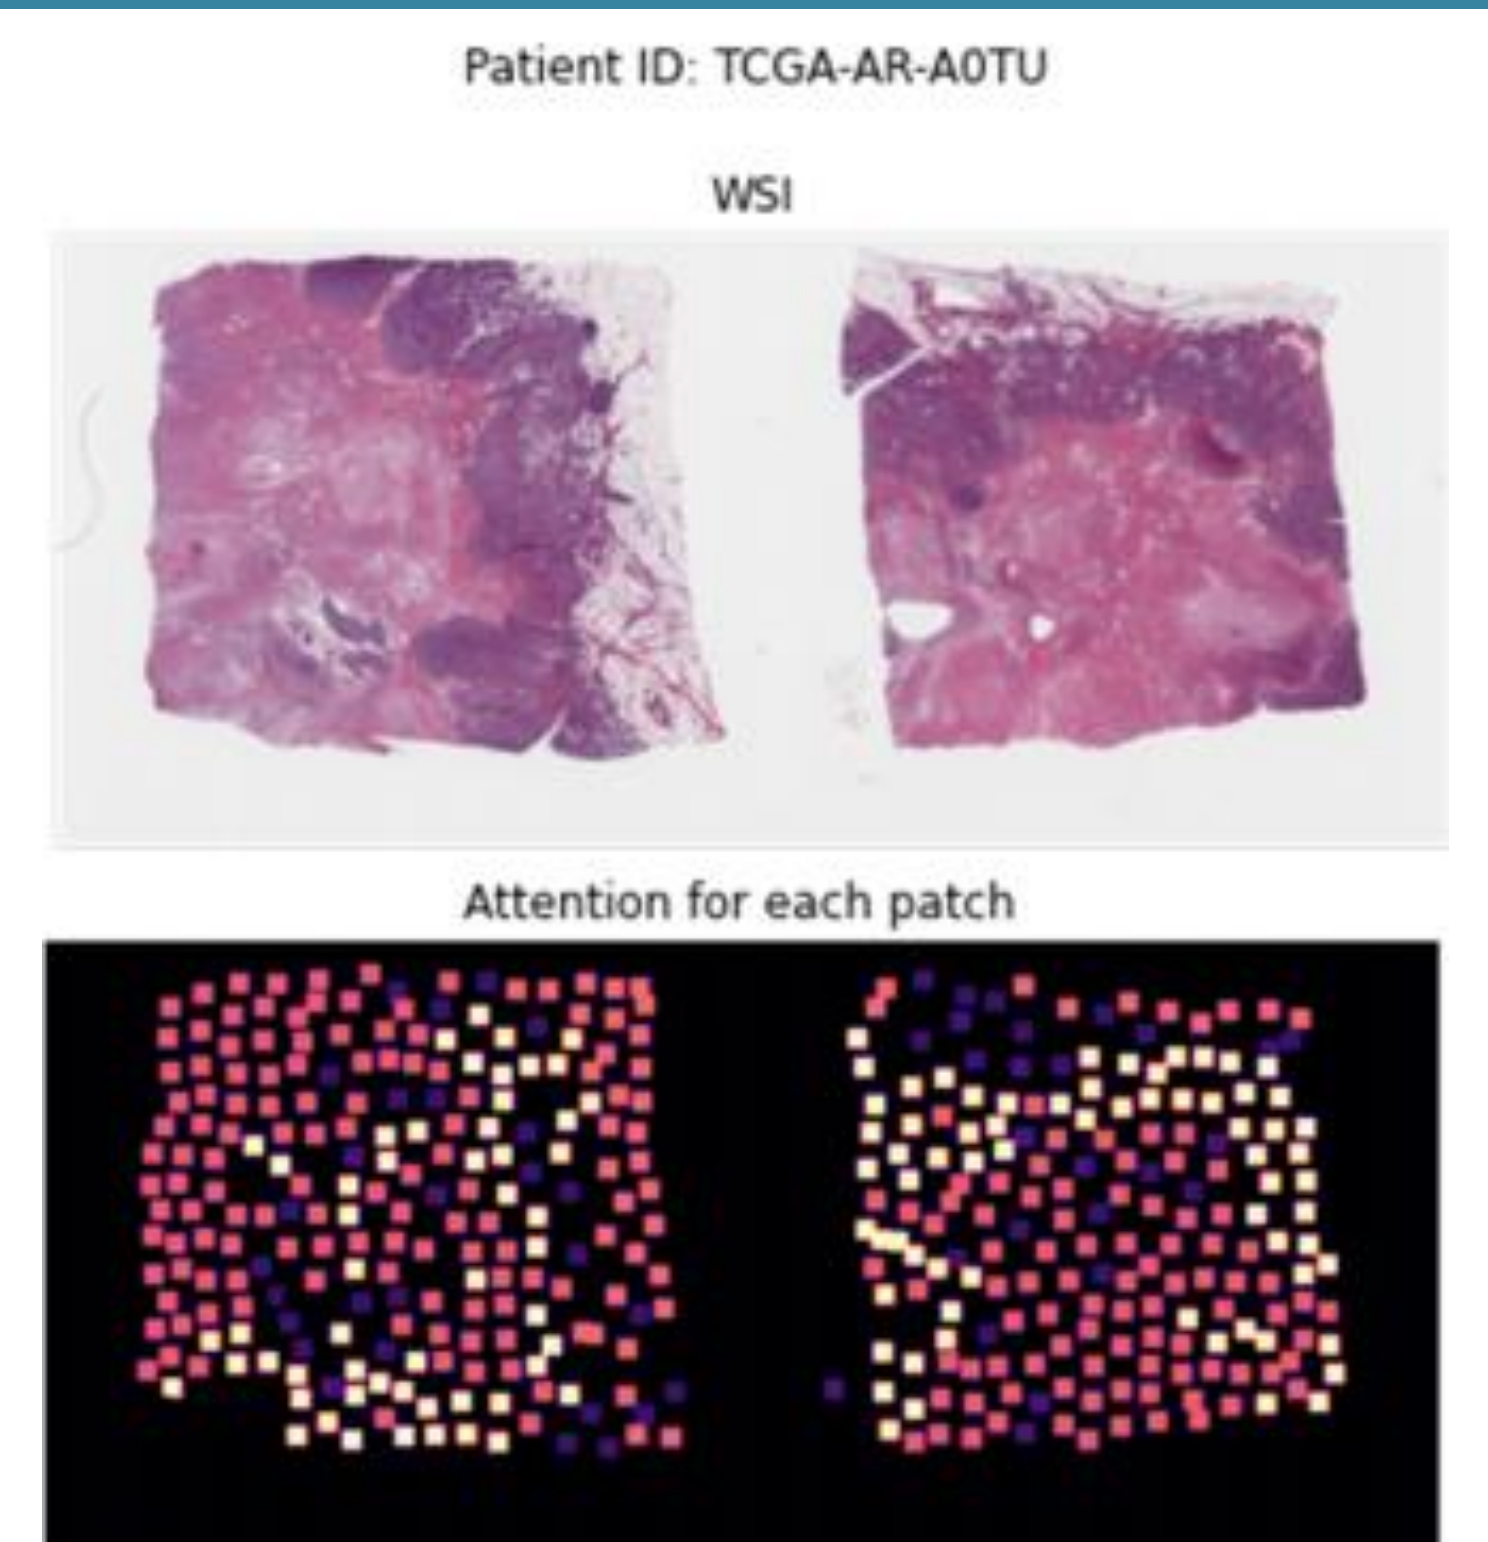 Patient ID: TCGA-AR-A0TU
WSI
Attention for each patch